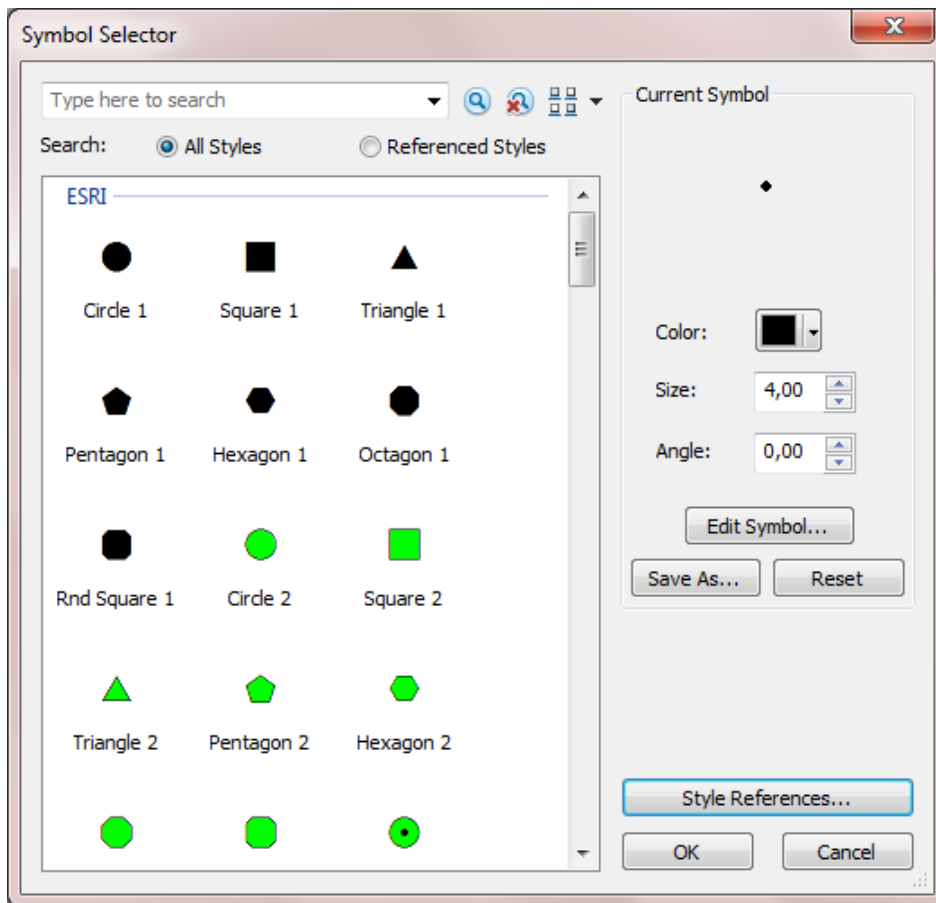 Symbol Selector
Type here to search
Search: All Styles Referenced Styles
ESRI
Circle 1 Square 1 Triangle 1
Pentagon 1 Hexagon 1 Octagon 1
Rnd Square 1 Circle 2 Square 2
Triangle 2 Pentagon 2 Hexagon 2
Current Symbol
Color:
Size: 4,00
Angle: 0,00
Edit Symbol...
Save As... Reset
Style References...
OK Cancel